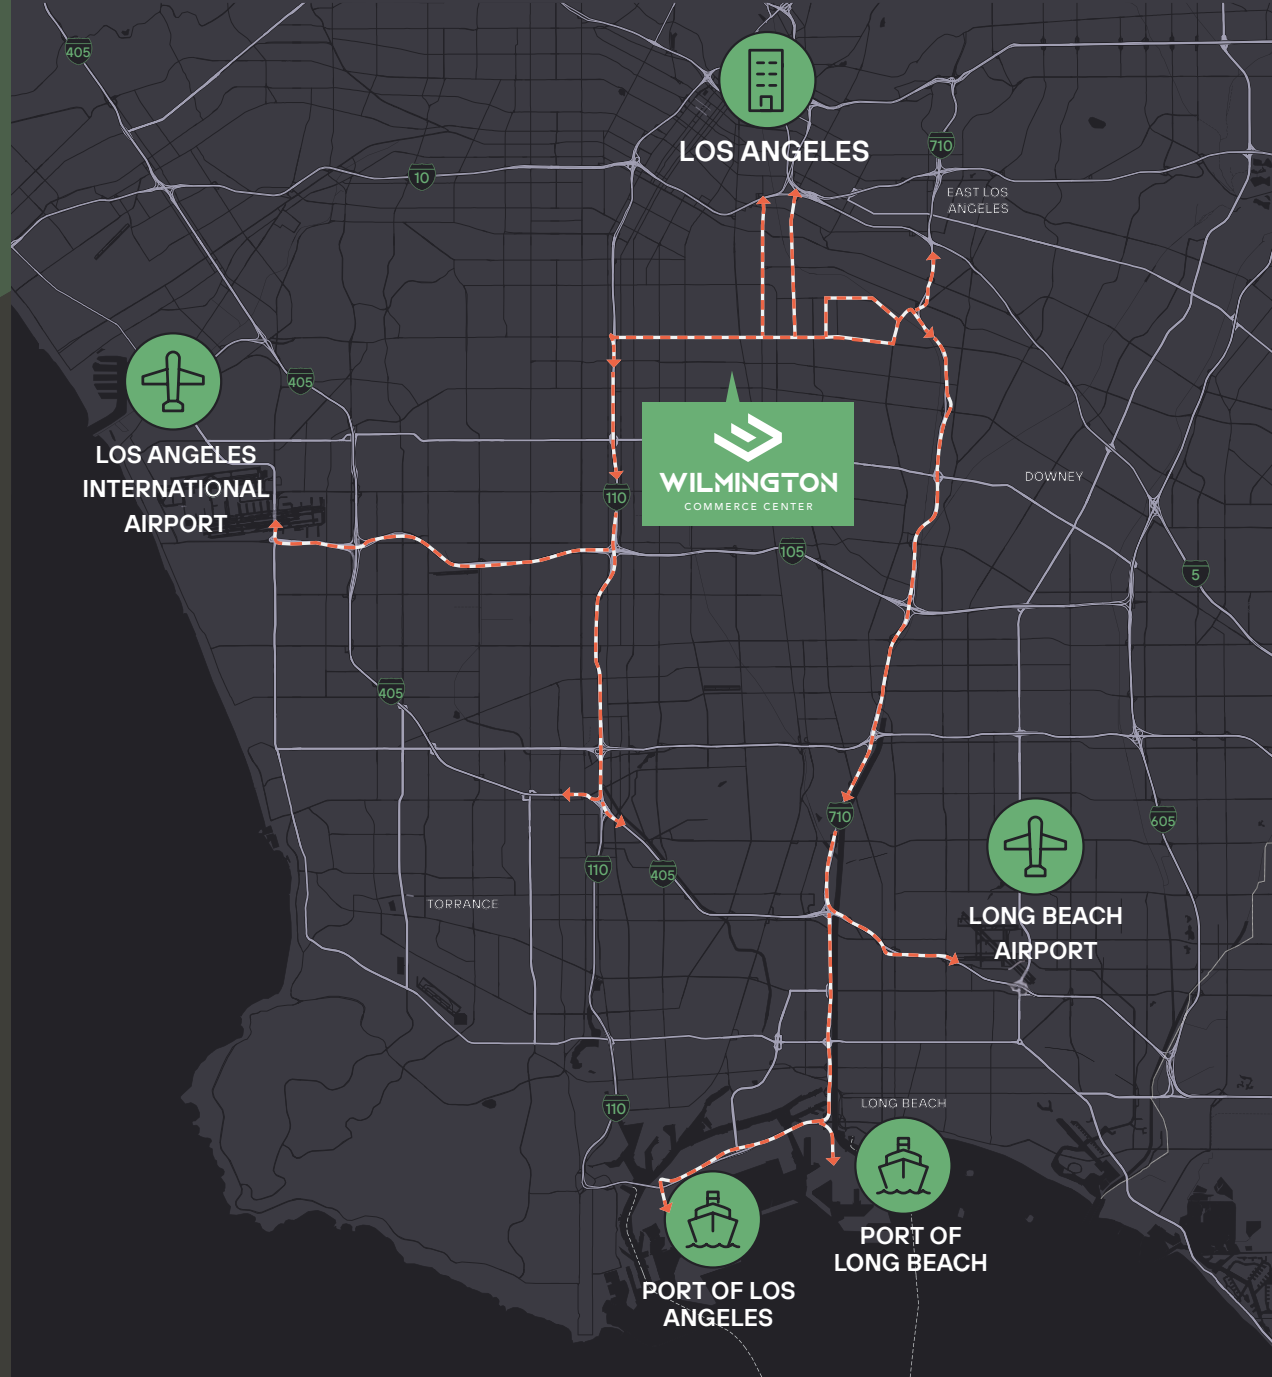 405
LOS ANGELES
710
10
EAST LOS
ANGELES
405
LOS ANGELES
INTERNATIONAL
AIRPORT
WILMINGTON
COMMERCE CENTER
DOWNEY
110
105
5
405
710
605
110
405
TORRANCE
LONG BEACH
AIRPORT
110
LONG BEACH
PORT OF
LONG BEACH
PORT OF LOS
ANGELES